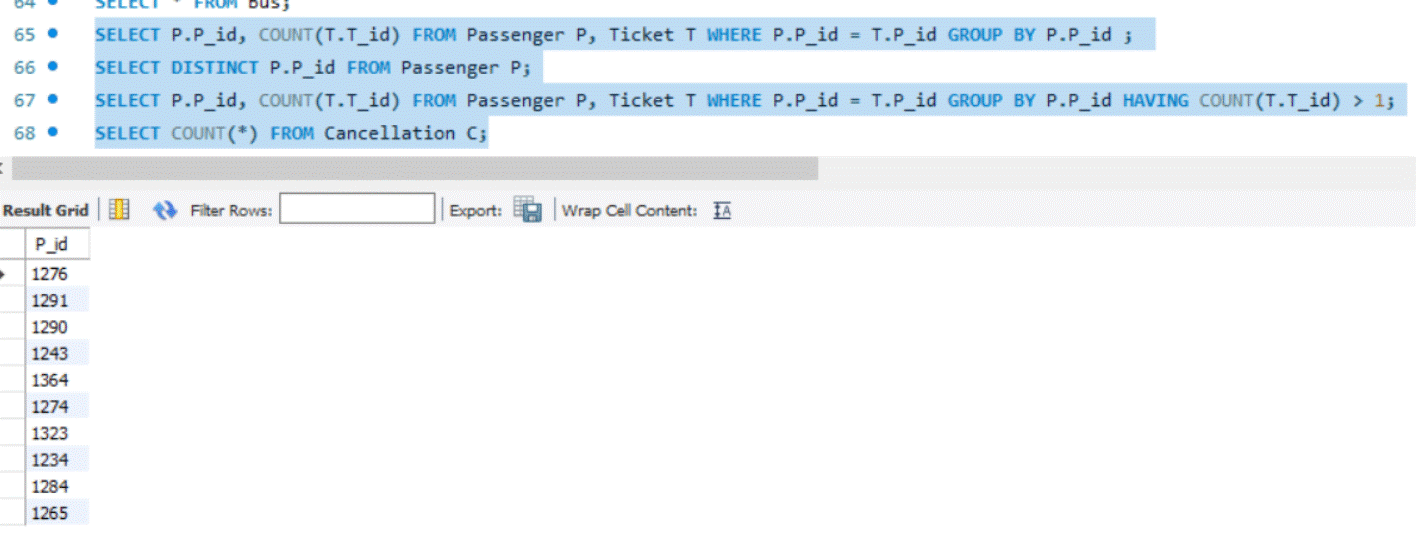 64 SELECT * FROM Bus;
65 SELECT P.P_id, COUNT(T.T_id) FROM Passenger P, Ticket T WHERE P.P_id = T.P_id GROUP BY P.P_id ;
66 SELECT DISTINCT P.P_id FROM Passenger P;
67 SELECT P.P_id, COUNT(T.T_id) FROM Passenger P, Ticket T WHERE P.P_id = T.P_id GROUP BY P.P_id HAVING COUNT(T.T_id) > 1;
68 SELECT COUNT(*) FROM Cancellation C;
Result Grid Filter Rows: Export: Wrap Cell Content: IA
P_id
1276
1291
1290
1243
1364
1274
1323
1234
1284
1265